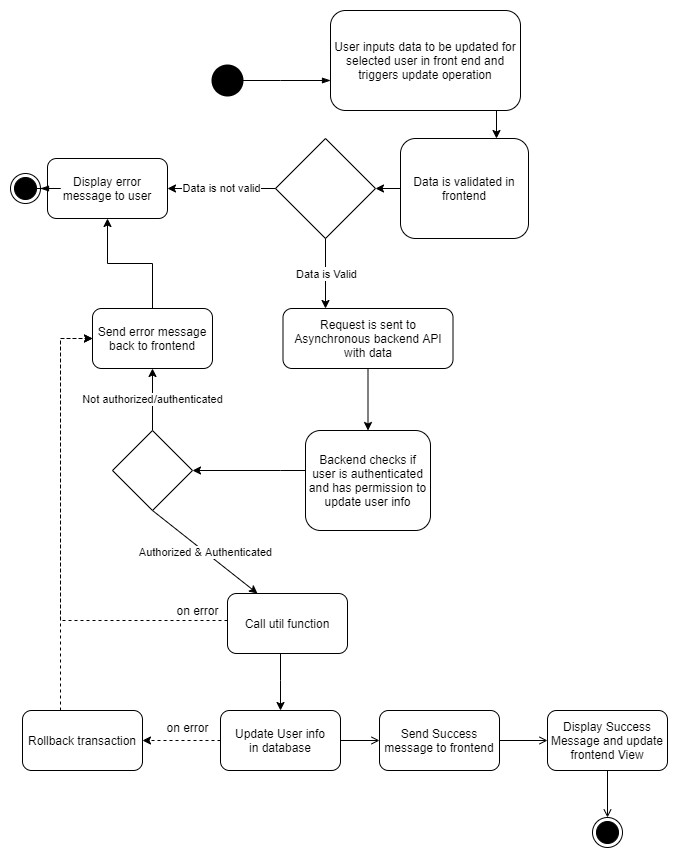 User inputs data to be updated for
selected user in front end and
triggers update operation
Data is validated in
frontend
Data is not valid
Display error
message to user
Data is Valid
Request is sent to
Asynchronous backend API
with data
Send error message
back to frontend
Not authorized/authenticated
Backend checks if
user is authenticated
and has permission to
update user info
Authorized & Authenticated
Call util function
on error
Update User info
in database
on error
Rollback transaction
Send Success
message to frontend
Display Success
Message and update
frontend View